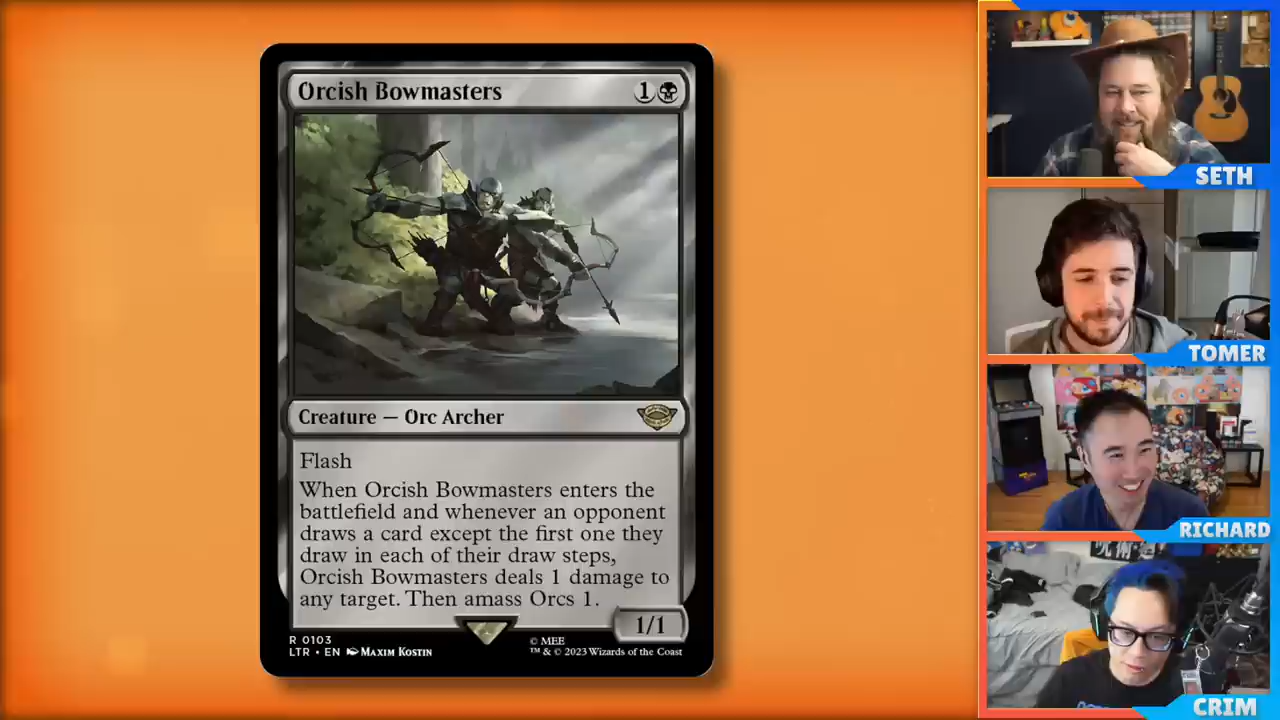 Orcish Bowmasters
1
Creature — Orc Archer
Flash
When Orcish Bowmasters enters the
battlefield and whenever an opponent
draws a card except the first one they
draw in each of their draw steps,
Orcish Bowmasters deals 1 damage to
any target. Then amass Orcs 1.
1/1
R 0103
LTR • EN Maxim Kostin
© MEE
™ & © 2023 Wizards of the Coast
SETH
TOMER
RICHARD
呪術
CRIM